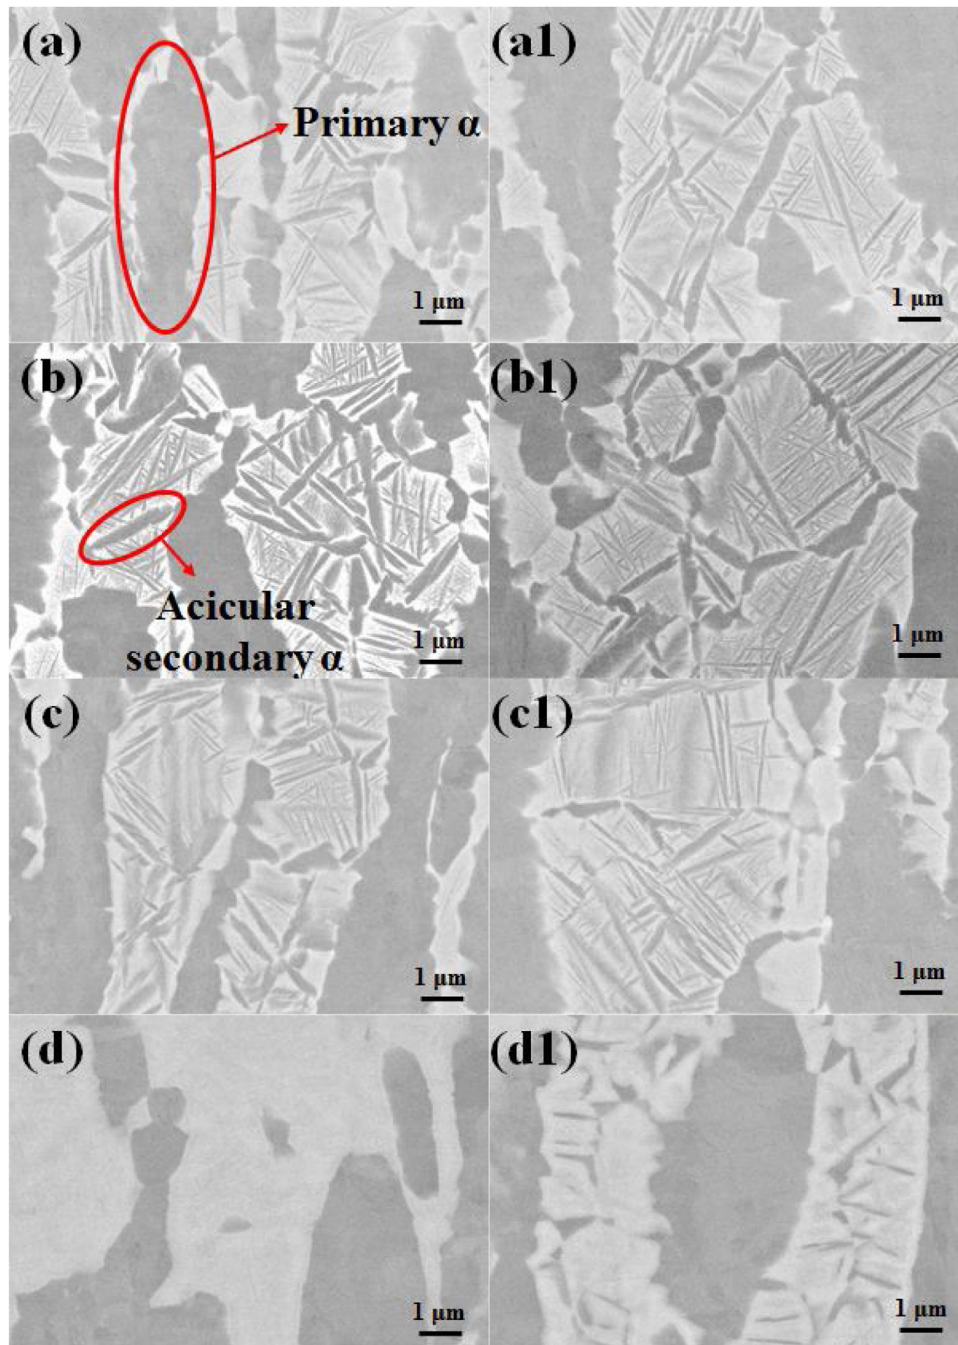 (a)
(a1)
Primary α
1 μm
1 μm
(b)
(b1)
Acicular
secondary α
1 μm
1 μm
(c)
(c1)
1 μm
1 μm
(d)
(d1)
1 μm
1 μm